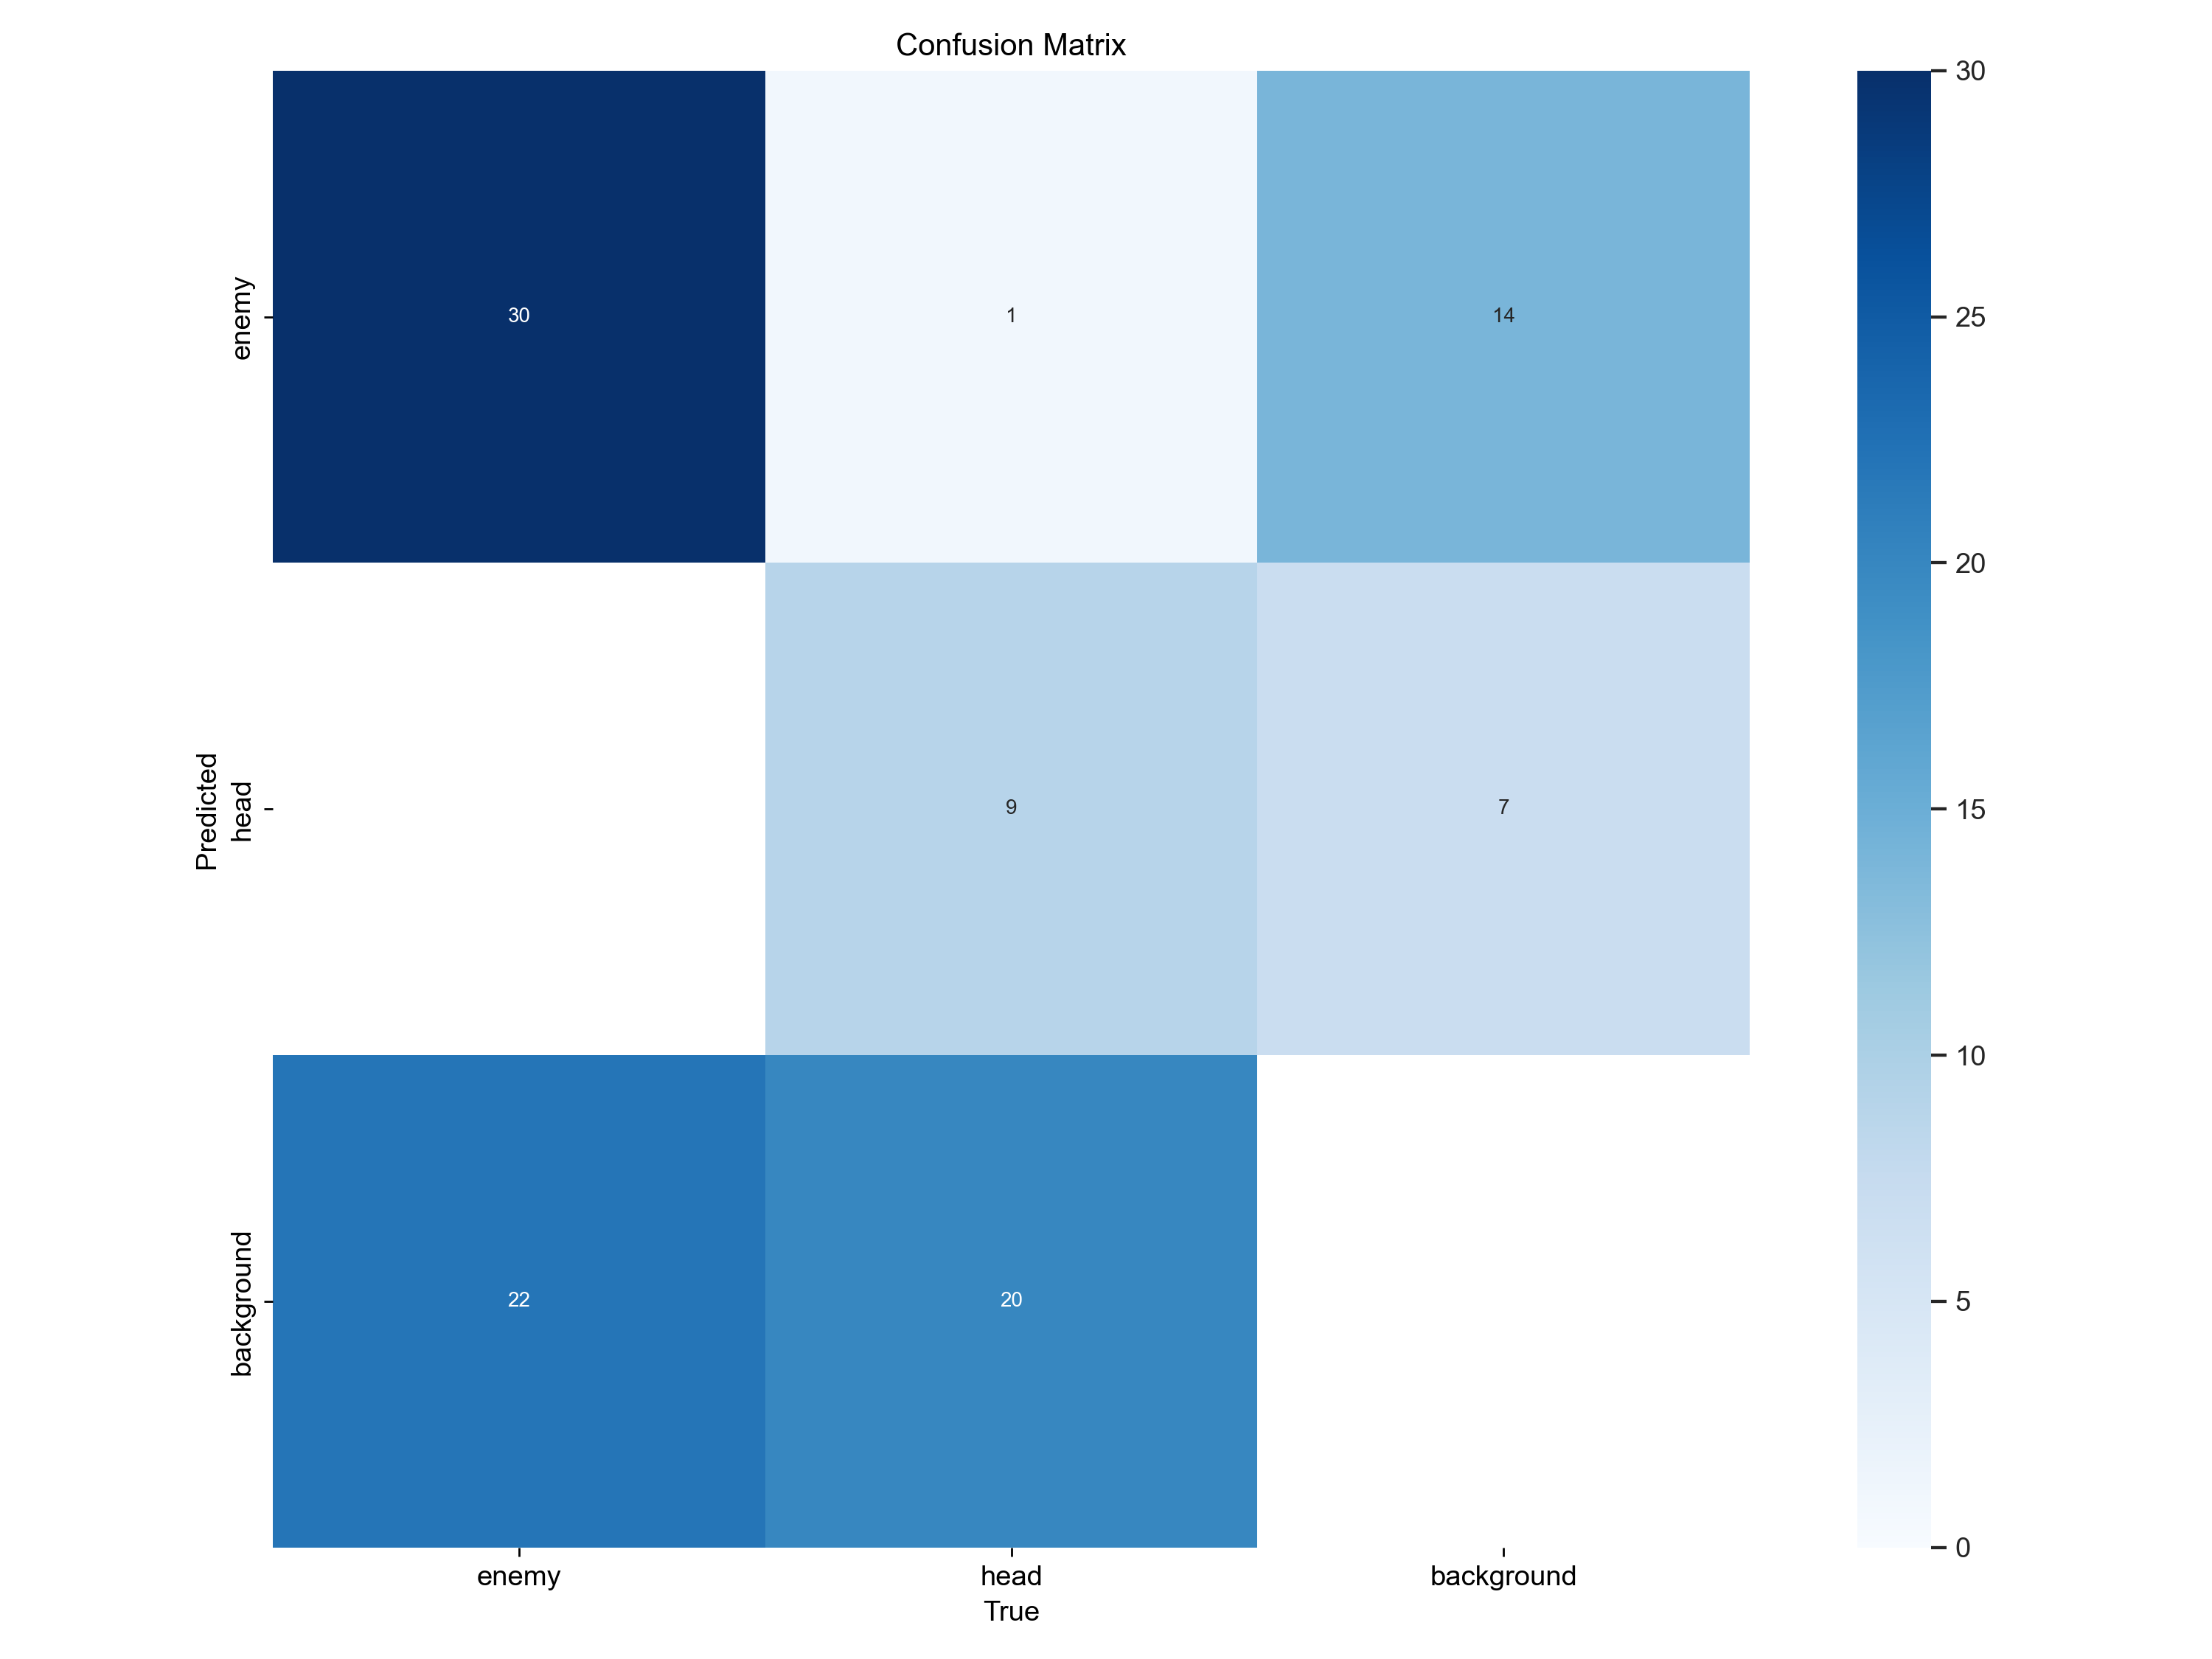 Confusion Matrix
enemy
30
1
14
30
25
20
15
10
5
0
Predicted
head
9
7
background
22
20
enemy
head
background
True